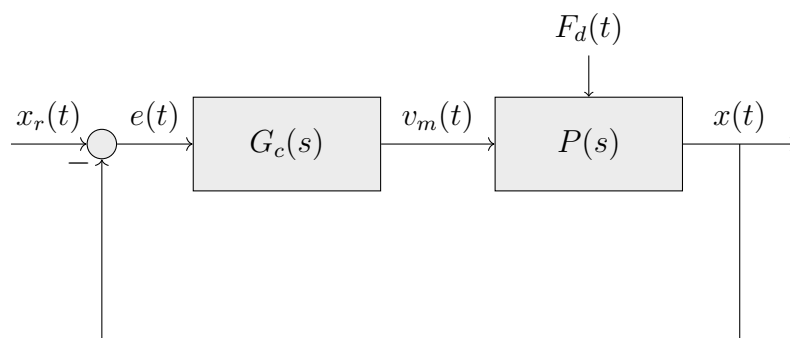 F_d(t)
x_r(t)
e(t)
G_c(s)
v_m(t)
P(s)
x(t)
−